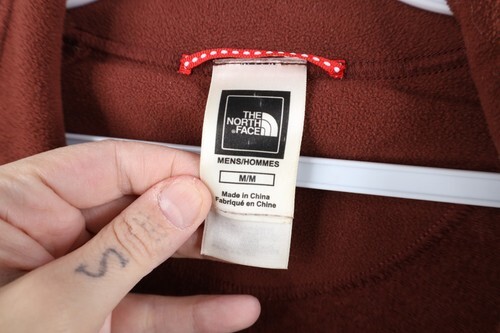 THE
NORTH
FACE
MENS/HOMMES
M/M
Made in China
Fabriqué en Chine
S